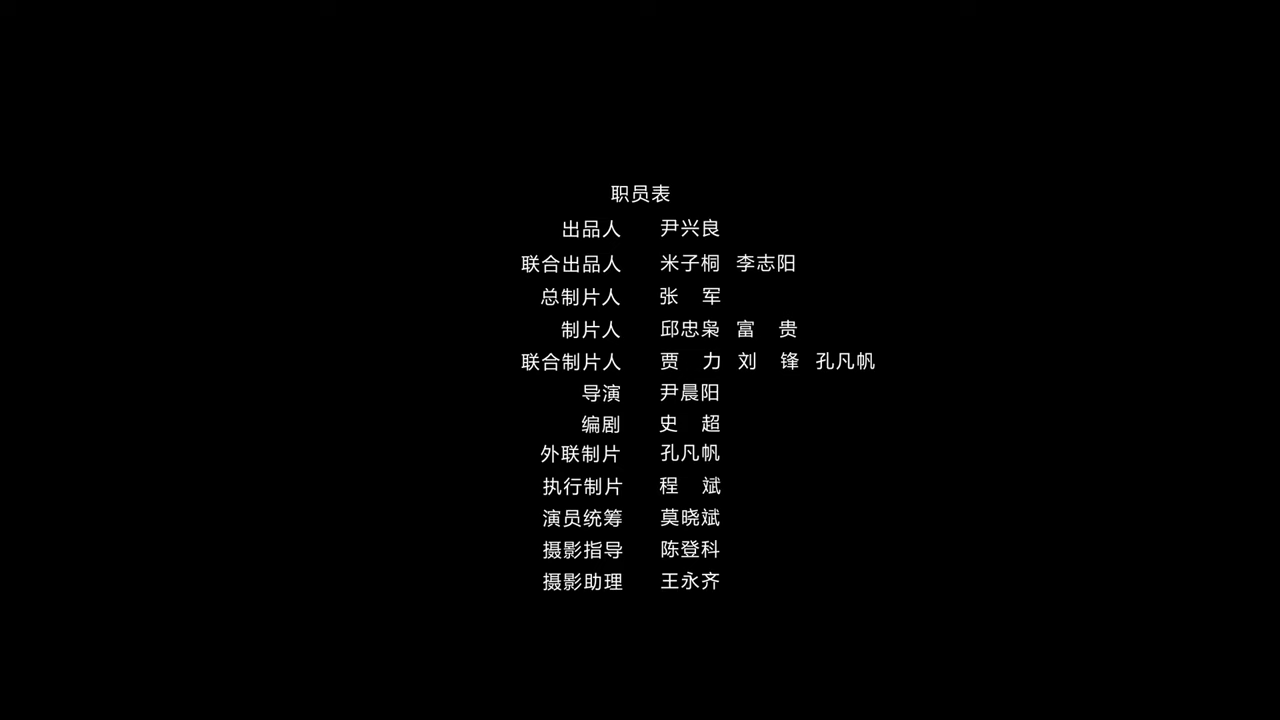 职员表
出品人 尹兴良
联合出品人 米子桐 李志阳
总制片人 张 军
制片人 邱忠枭 富 贵
联合制片人 贾 力 刘 锋 孔凡帆
导演 尹晨阳
编剧 史 超
外联制片 孔凡帆
执行制片 程 斌
演员统筹 莫晓斌
摄影指导 陈登科
摄影助理 王永齐